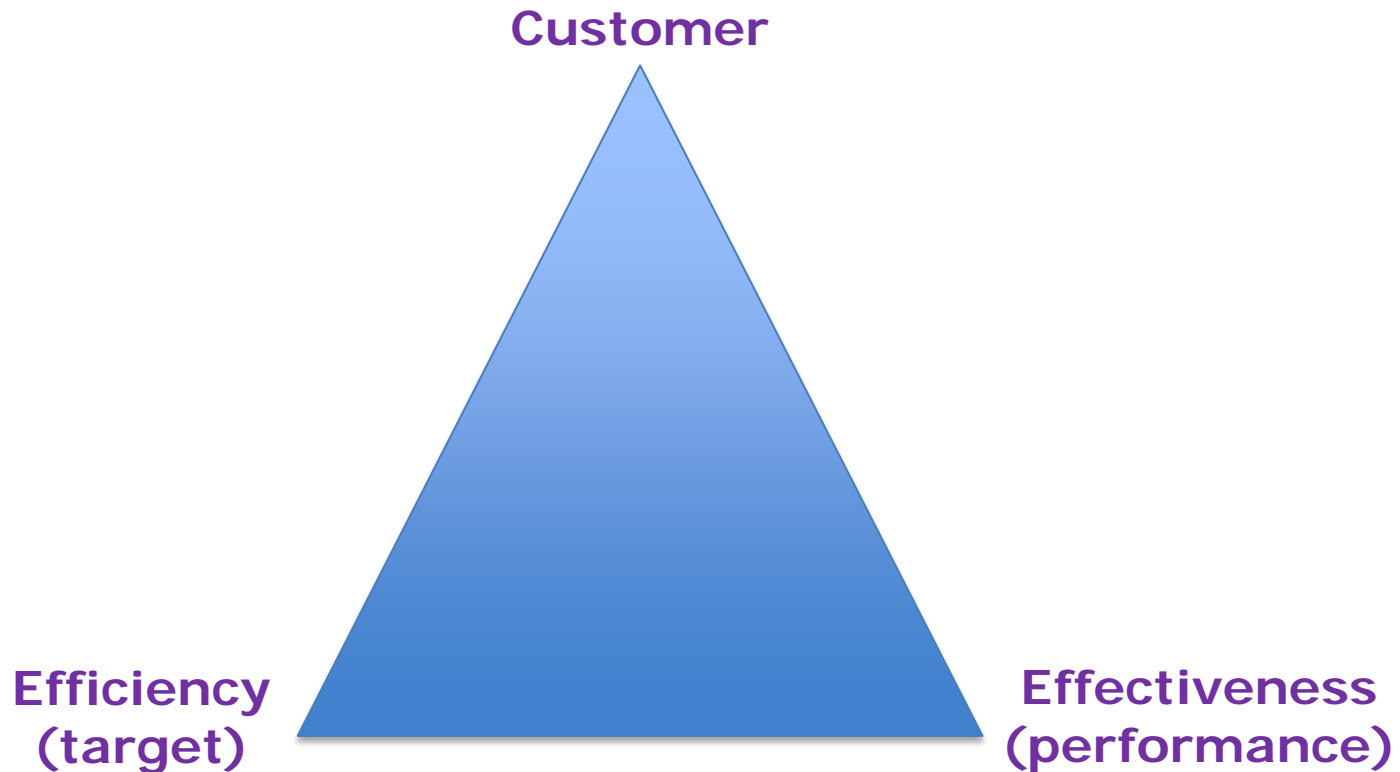 Customer
Efficiency
(target)
Effectiveness
(performance)